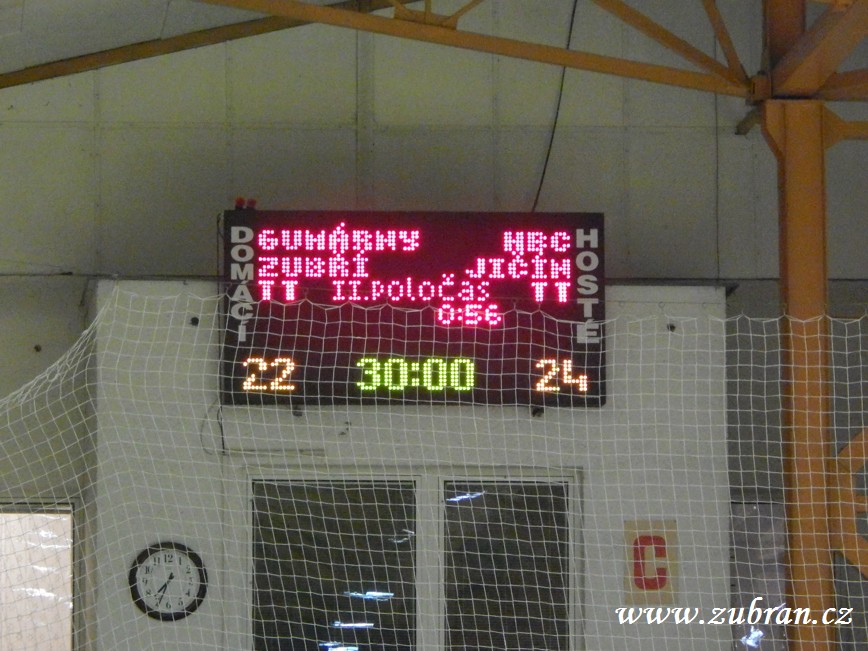 DOMÁCÍ
GUMÁRNY HBC
ZUBŘÍ JIČÍN
TT II.poločas TT
0:56
22 30:00 24
HOSTÉ
C
www.zubran.cz